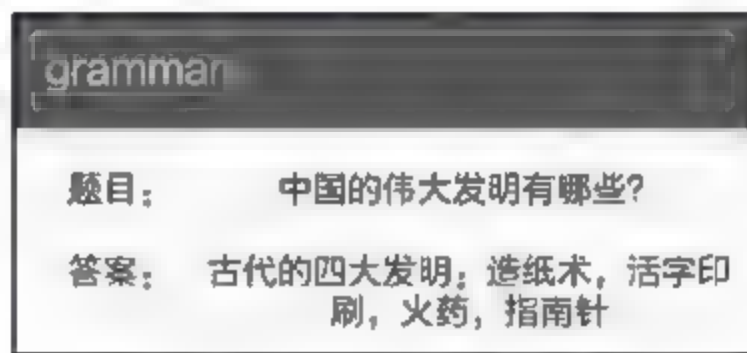 grammar
题目: 中国的伟大发明有哪些?
答案: 古代的四大发明: 造纸术, 活字印
刷, 火药, 指南针